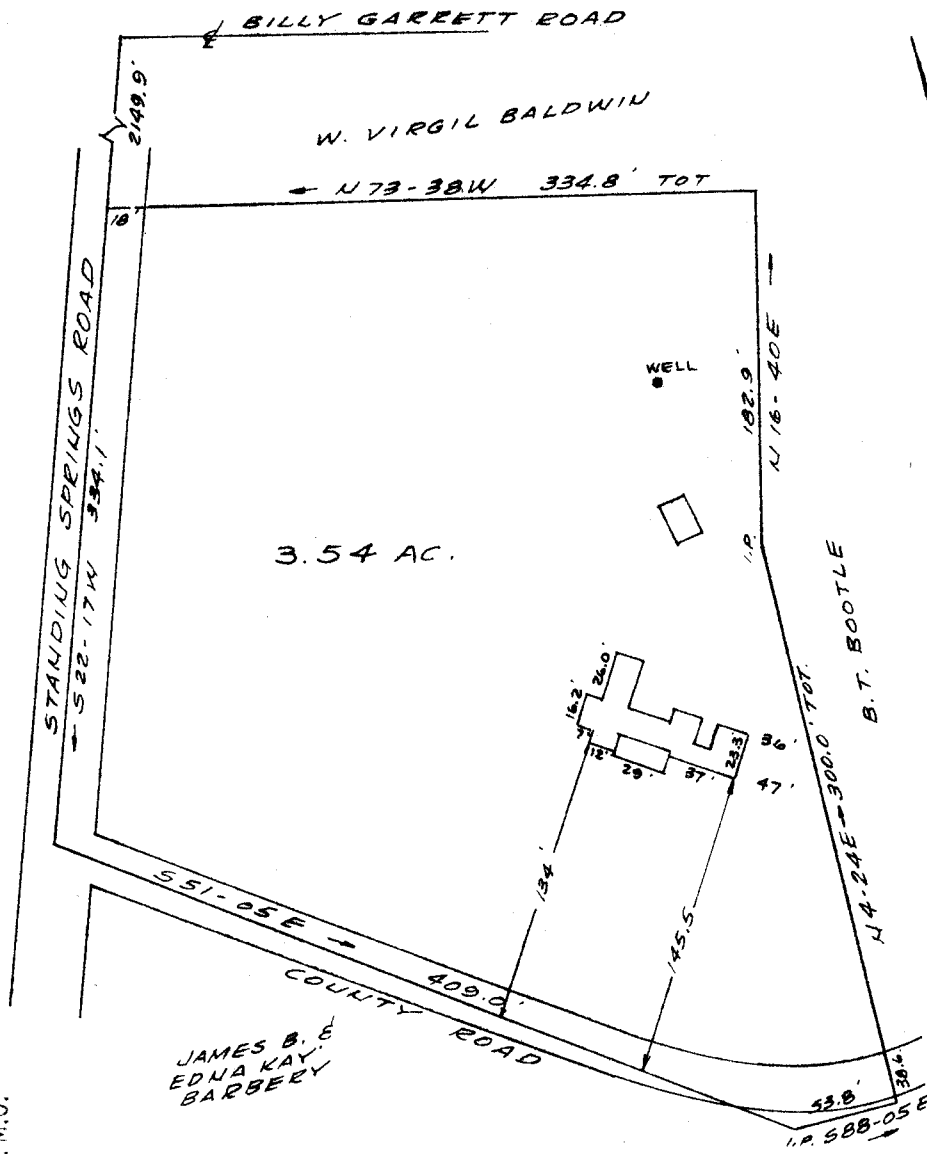 BILLY GARRETT ROAD
2149.9'
W. VIRGIL BALDWIN
← N 73-38W 334.8' TOT
18'
STANDING SPRINGS ROAD
← S22-17W 334.1'
WELL
182.9'
N 16-40E →
I.P.
3.54 AC.
B.T. BOOTLE
N4-24E → 300.0' TOT.
26.0'
16.2'
7'
12'
29'
37'
23.3'
36'
47'
134'
145.5
S51-05E →
409.0'
COUNTY ROAD
JAMES B. &
EDNA KAY
BARBERY
53.8'
38.6
I.P. S88-05E
→